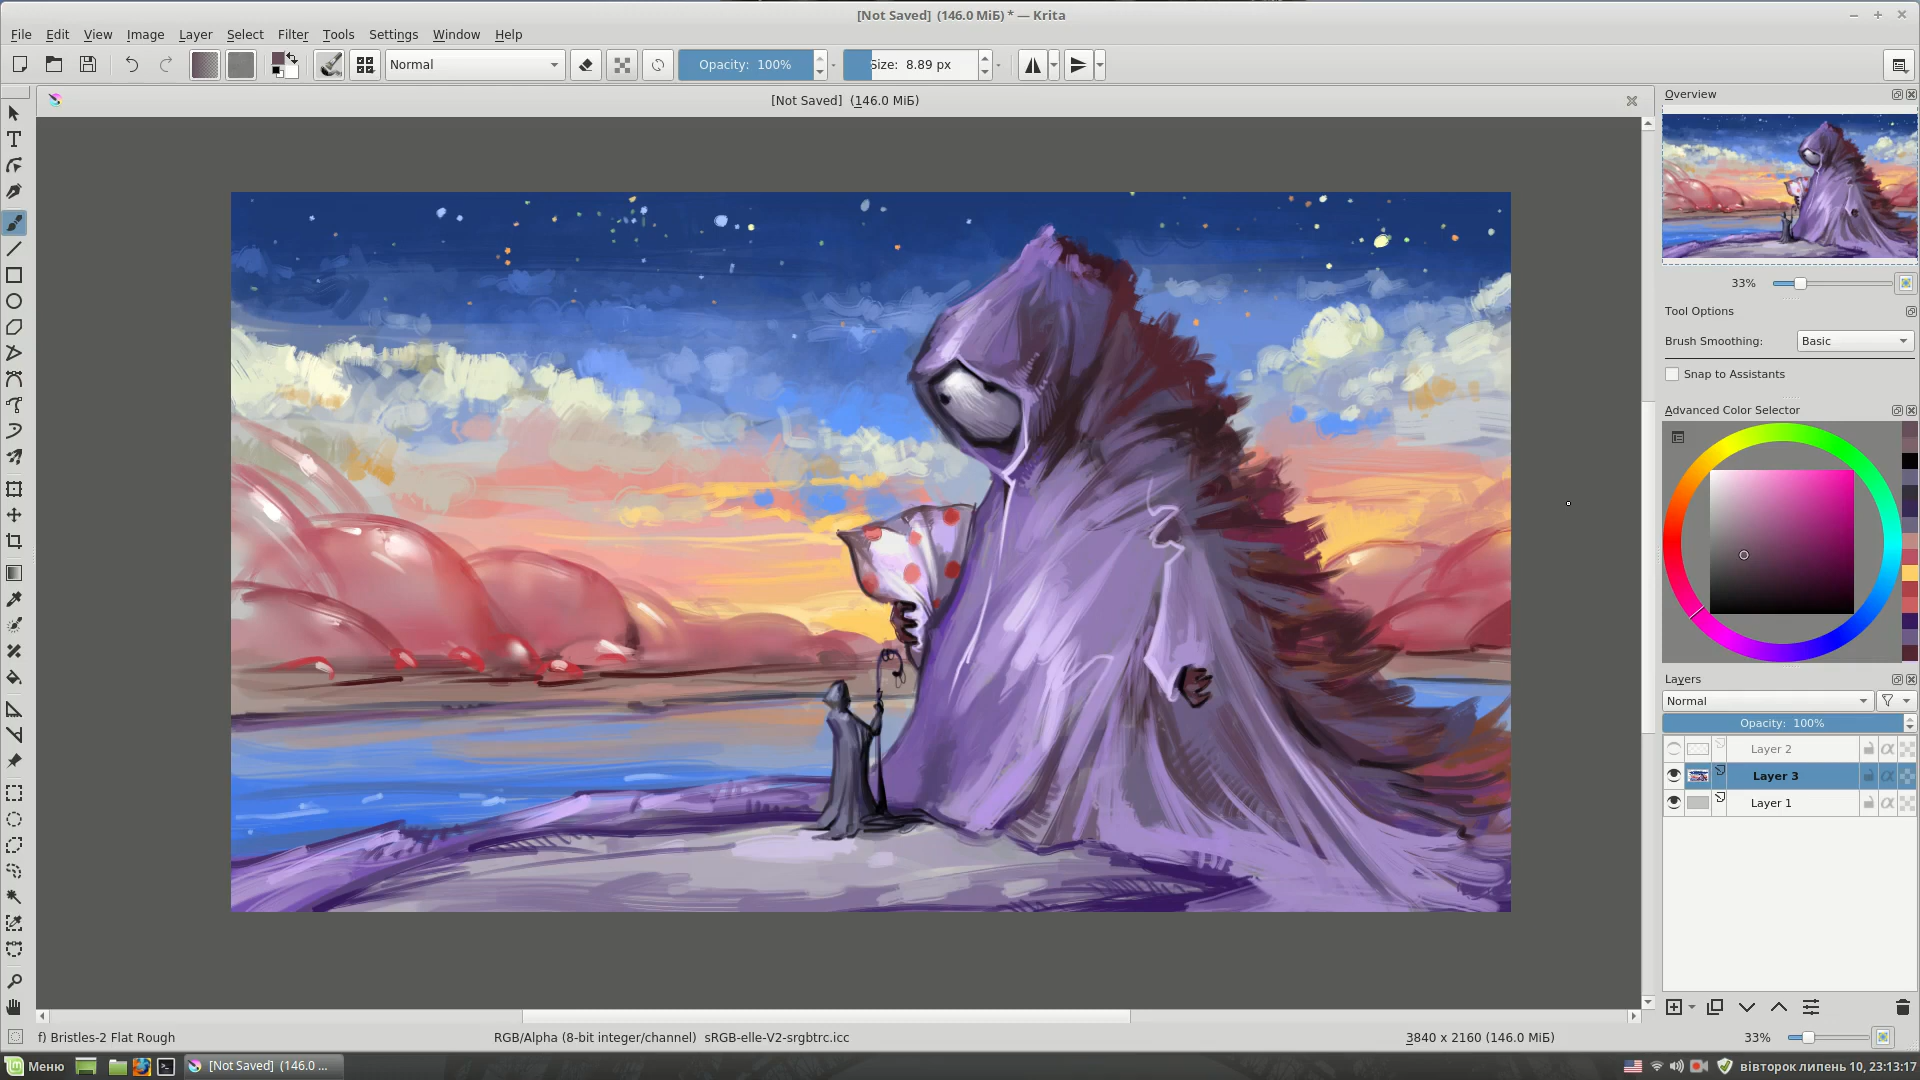 [Not Saved]  (146.0 МіБ) * — Krita
File Edit View Image Layer Select Filter Tools Settings Window Help
Normal Opacity: 100% Size: 8.89 px
[Not Saved]  (146.0 МіБ)
Overview
33%
Tool Options
Brush Smoothing: Basic
Snap to Assistants
Advanced Color Selector
Layers
Normal
Opacity: 100%
Layer 2
Layer 3
Layer 1
f) Bristles-2 Flat Rough RGB/Alpha (8-bit integer/channel)  sRGB-elle-V2-srgbtrc.icc 3840 x 2160 (146.0 МіБ) 33%
Меню [Not Saved]  (146.0 ... вівторок липень 10, 23:13:17